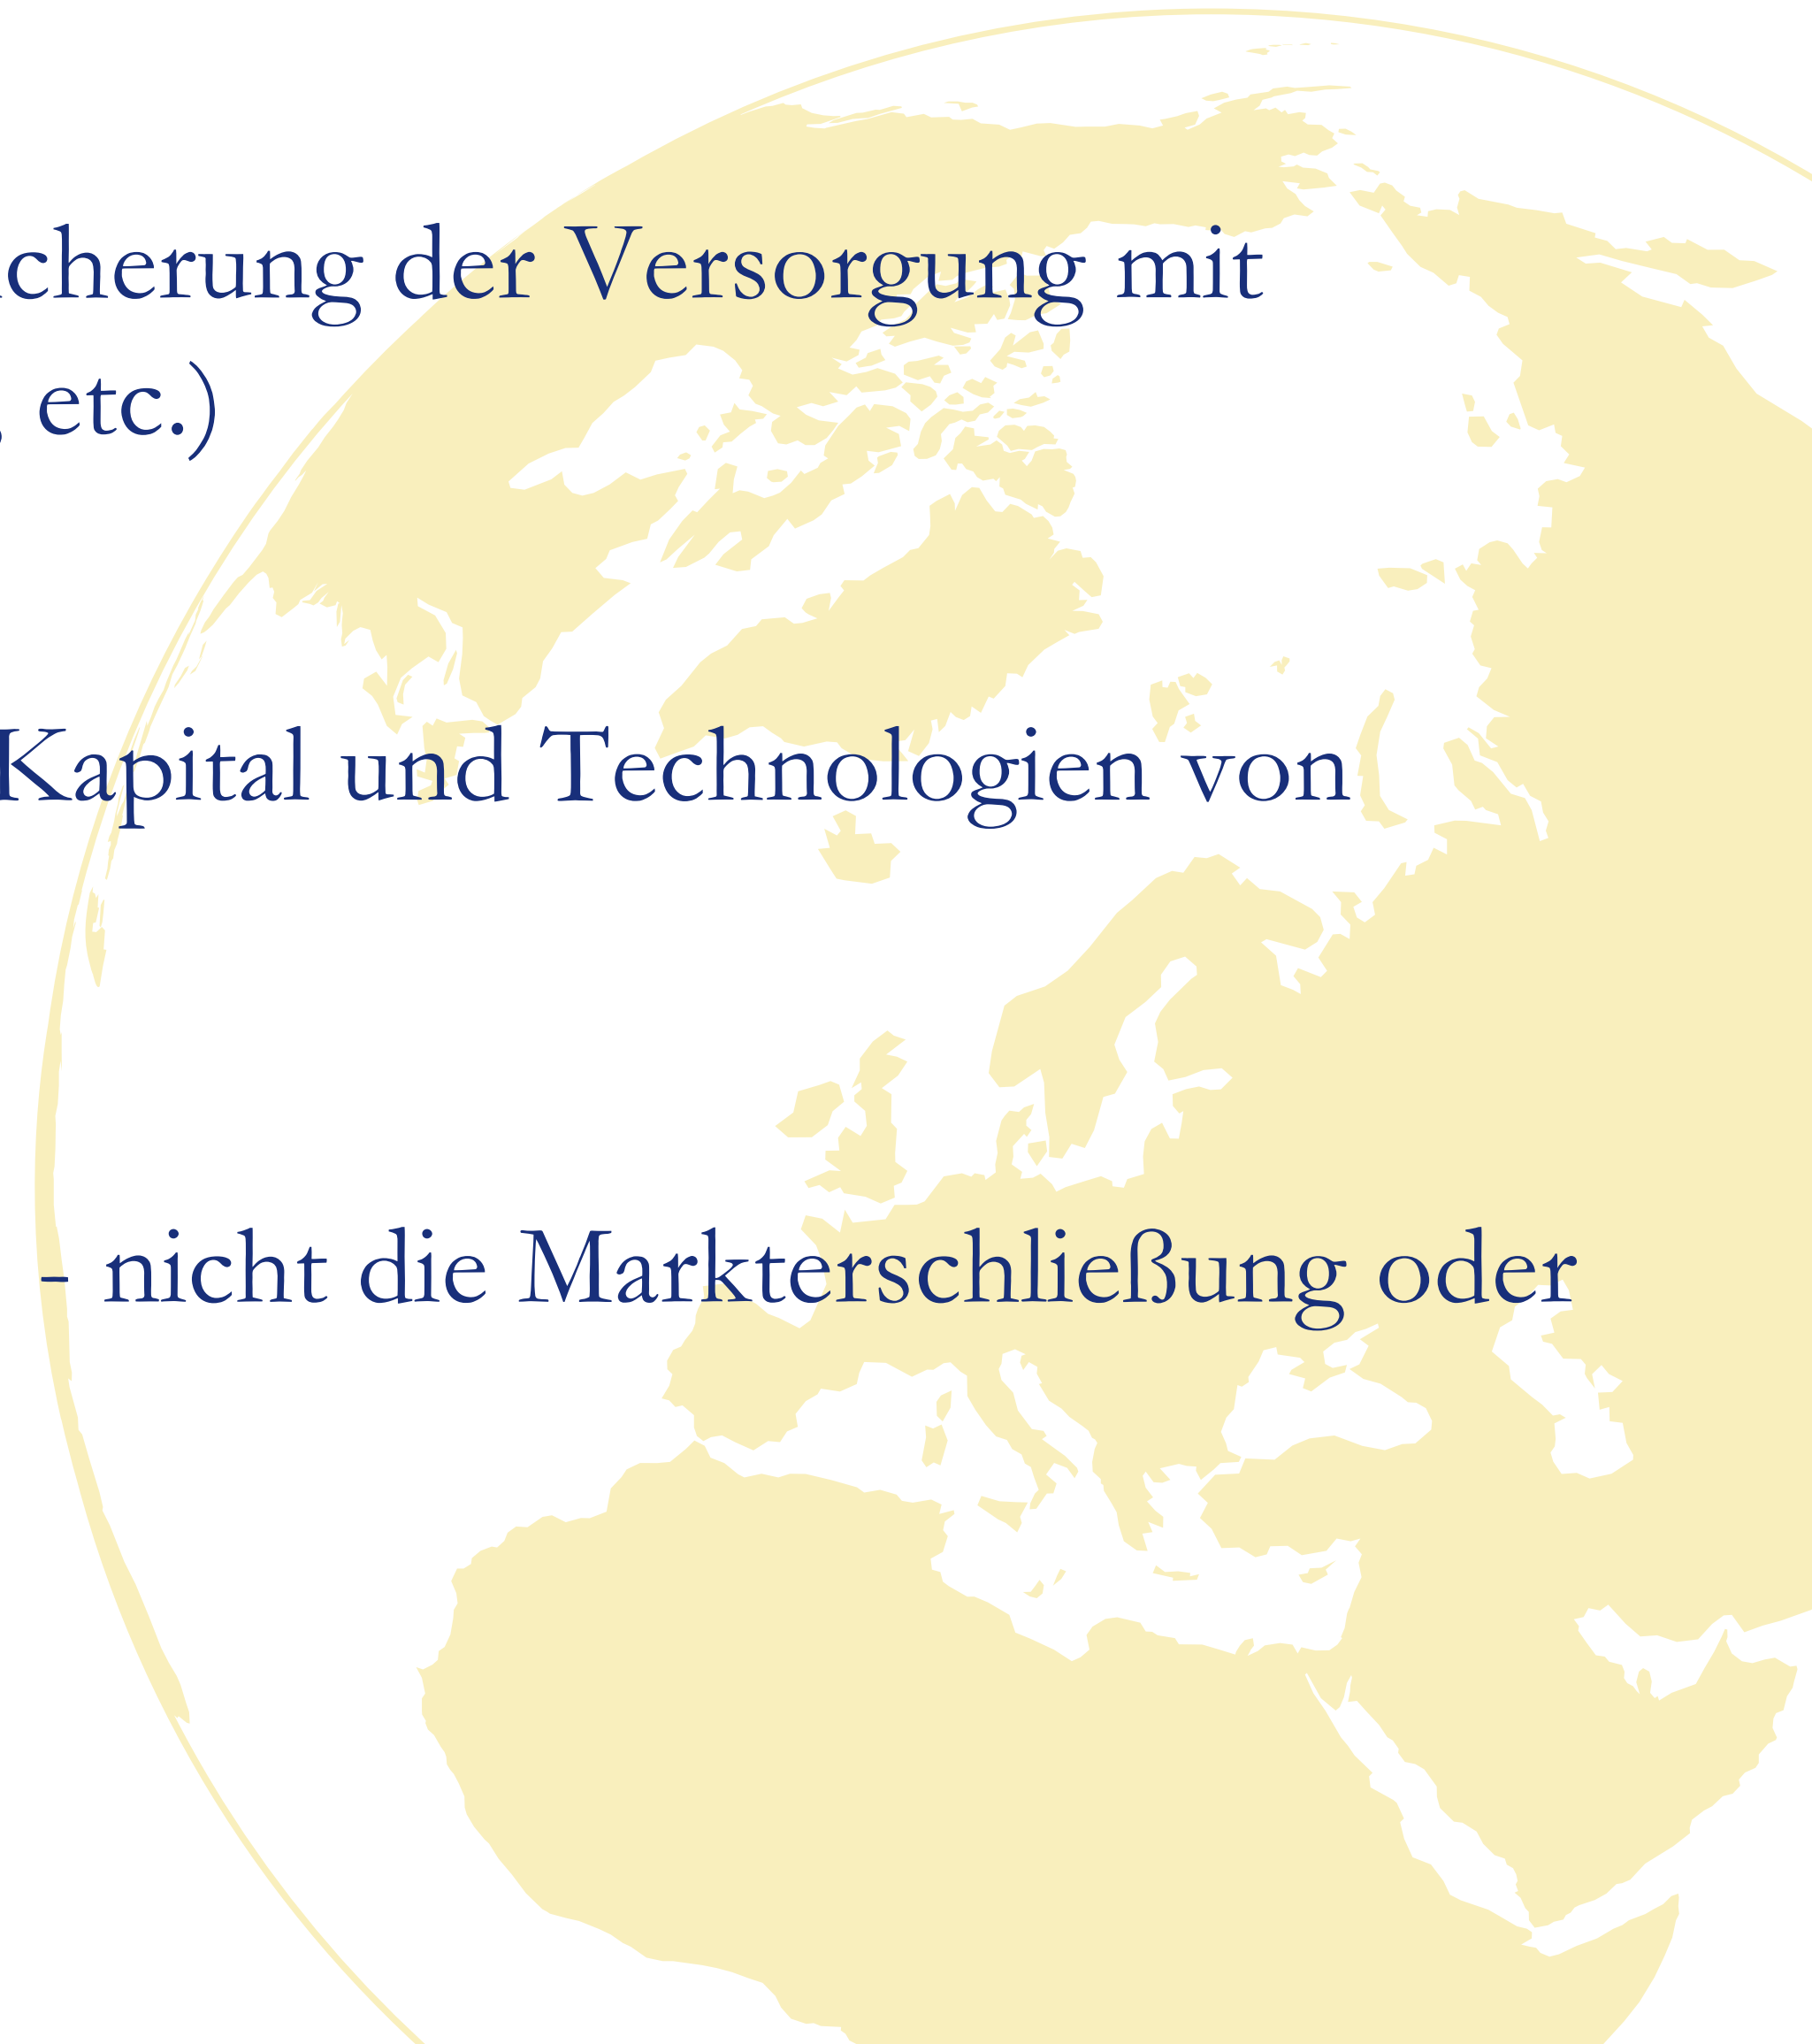 cherung der Versorgung mit
, etc.)
Kapital und Technologien von
– nicht die Markterschließung oder